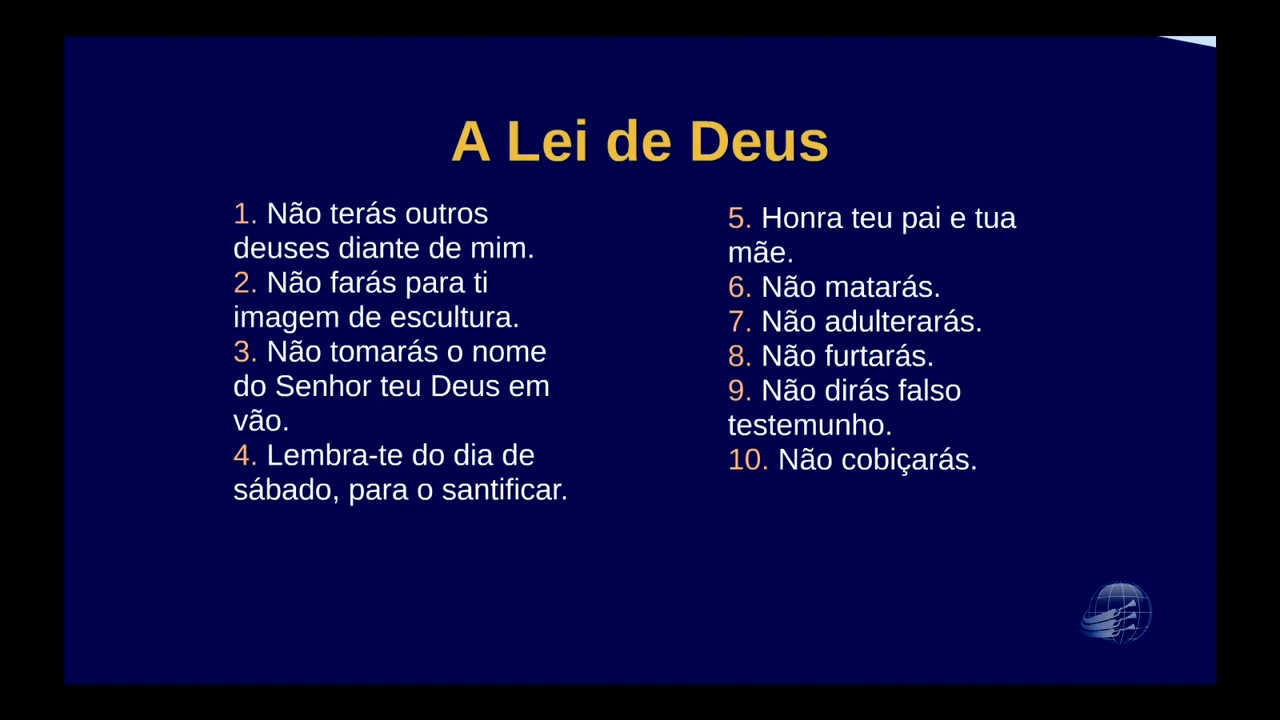 A Lei de Deus
1. Não terás outros
deuses diante de mim.
2. Não farás para ti
imagem de escultura.
3. Não tomarás o nome
do Senhor teu Deus em
vão.
4. Lembra-te do dia de
sábado, para o santificar.
5. Honra teu pai e tua
mãe.
6. Não matarás.
7. Não adulterarás.
8. Não furtarás.
9. Não dirás falso
testemunho.
10. Não cobiçarás.